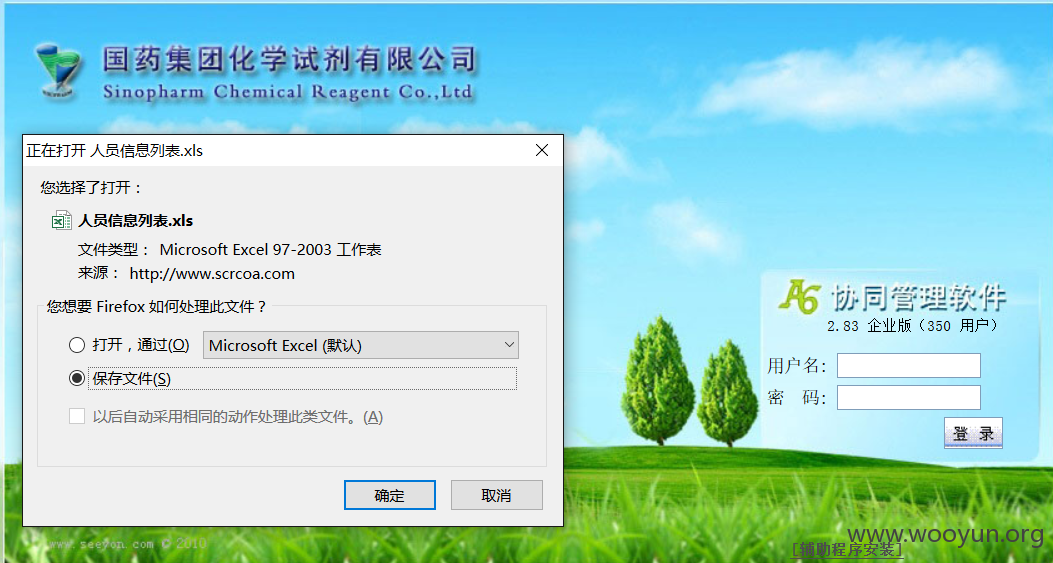 国药集团化学试剂有限公司
Sinopharm Chemical Reagent Co.,Ltd
正在打开 人员信息列表.xls
您选择了打开：
人员信息列表.xls
文件类型： Microsoft Excel 97-2003 工作表
来源： http://www.scrcoa.com
您想要 Firefox 如何处理此文件？
打开，通过(O) Microsoft Excel (默认)
保存文件(S)
以后自动采用相同的动作处理此类文件。(A)
确定 取消
A6 协同管理软件
2.83 企业版（350 用户）
用户名：
密 码：
登 录
www.seeyon.com © 2010
www.wooyun.org
[辅助程序安装]